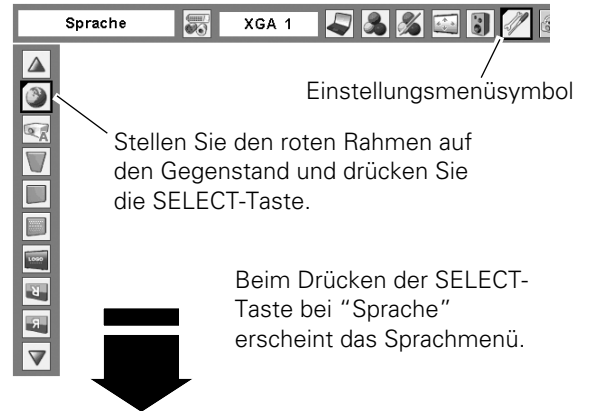 Sprache XGA 1
Einstellungsmenüsymbol
Stellen Sie den roten Rahmen auf
den Gegenstand und drücken Sie
die SELECT-Taste.
LOGO
Beim Drücken der SELECT-
Taste bei “Sprache”
erscheint das Sprachmenü.